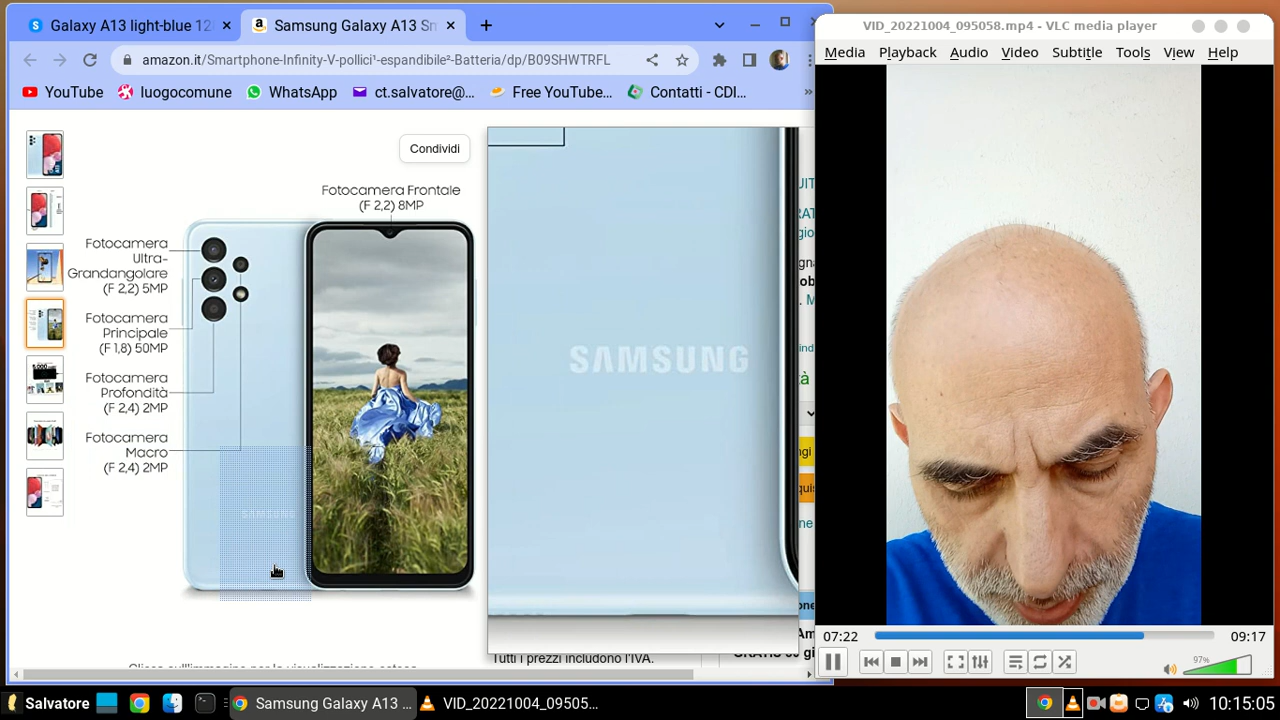 Galaxy A13 light-blue 12
Samsung Galaxy A13 Sm
amazon.it/Smartphone-Infinity-V-pollici¹-espandibile²-Batteria/dp/B09SHWTRFL
YouTube
luogocomune
WhatsApp
ct.salvatore@...
Free YouTube...
Contatti - CDI...
»
Condividi
Fotocamera Frontale
(F 2,2) 8MP
Fotocamera
Ultra-
Grandangolare
(F 2,2) 5MP
Fotocamera
Principale
(F 1,8) 50MP
Fotocamera
Profondità
(F 2,4) 2MP
Fotocamera
Macro
(F 2,4) 2MP
SAMSUNG
SAMSUNG
Tutti i prezzi includono l'IVA.
VID_20221004_095058.mp4 - VLC media player
Media Playback Audio Video Subtitle Tools View Help
07:22
09:17
97%
Salvatore
Samsung Galaxy A13 ...
VID_20221004_09505...
10:15:05